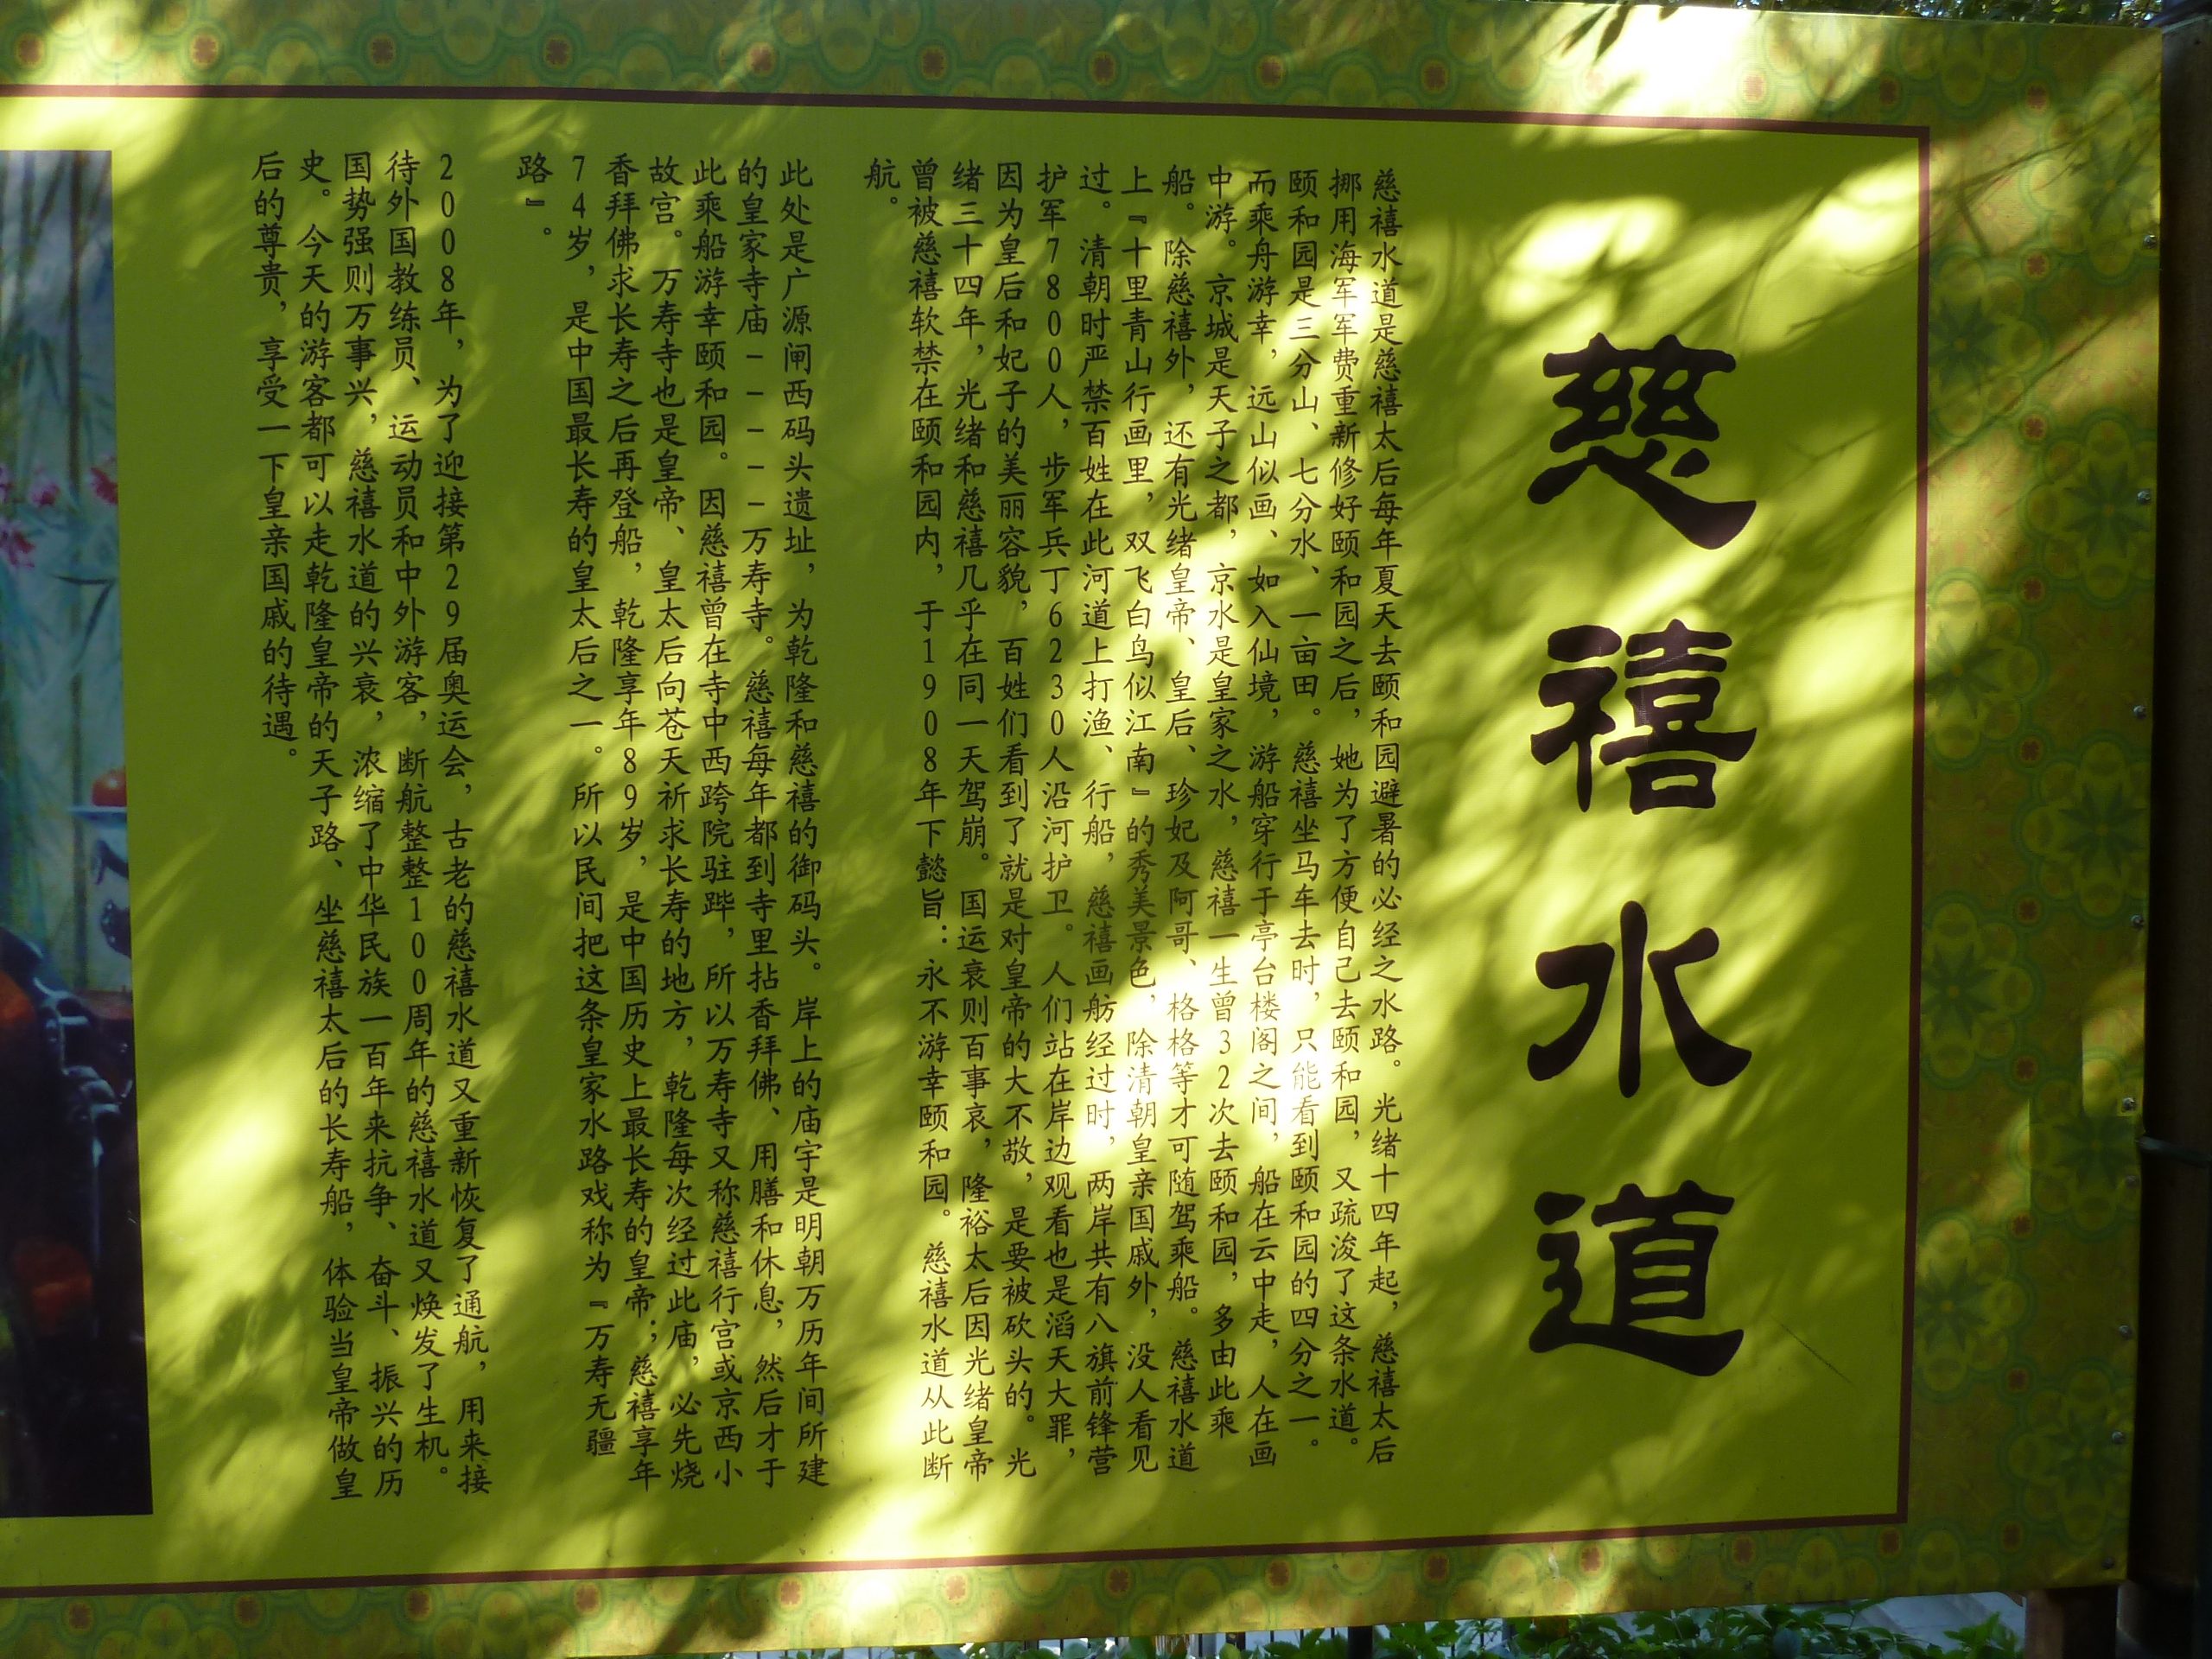 慈禧水道
慈禧水道是慈禧太后每年夏天去颐和园避暑的必经之水路。光绪十四年起，慈禧太后
挪用海军军费重新修好颐和园之后，她为了方便自己去颐和园，又疏浚了这条水道。
颐和园是三分山、七分水、一亩田。慈禧坐马车去时，只能看到颐和园的四分之一。
而乘舟游幸，远山似画、如入仙境，游船穿行于亭台楼阁之间，船在云中走，人在画
中游。京城是天子之都，京水是皇家之水，慈禧一生曾32次去颐和园，多由此乘
船。除慈禧外，还有光绪皇帝、皇后、珍妃及阿哥、格格等才可随驾乘船。慈禧水道
上『十里青山行画里，双飞白鸟似江南』的秀美景色，除清朝皇亲国戚外，没人看见
过。清朝时严禁百姓在此河道上打渔、行船，慈禧画舫经过时，两岸共有八旗前锋营
护军7800人，步军兵丁6230人沿河护卫。人们站在岸边观看也是滔天大罪，
因为皇后和妃子的美丽容貌，百姓们看到了就是对皇帝的大不敬，是要被砍头的。光
绪三十四年，光绪和慈禧几乎在同一天驾崩。国运衰则百事哀，隆裕太后因光绪皇帝
曾被慈禧软禁在颐和园内，于1908年下懿旨：永不游幸颐和园。慈禧水道从此断
航。
此处是广源闸西码头遗址，为乾隆和慈禧的御码头。岸上的庙宇是明朝万历年间所建
的皇家寺庙－－－－－万寿寺。慈禧每年都到寺里拈香拜佛、用膳和休息，然后才于
此乘船游幸颐和园。因慈禧曾在寺中西跨院驻跸，所以万寿寺又称慈禧行宫或京西小
故宫。万寿寺也是皇帝、皇太后向苍天祈求长寿的地方，乾隆每次经过此庙，必先烧
香拜佛求长寿之后再登船，乾隆享年89岁，是中国历史上最长寿的皇帝；慈禧享年
74岁，是中国最长寿的皇太后之一。所以民间把这条皇家水路戏称为『万寿无疆
路』。
2008年，为了迎接第29届奥运会，古老的慈禧水道又重新恢复了通航，用来接
待外国教练员、运动员和中外游客，断航整整100周年的慈禧水道又焕发了生机。
国势强则万事兴，慈禧水道的兴衰，浓缩了中华民族一百年来抗争、奋斗、振兴的历
史。今天的游客都可以走乾隆皇帝的天子路、坐慈禧太后的长寿船，体验当皇帝做皇
后的尊贵，享受一下皇亲国戚的待遇。